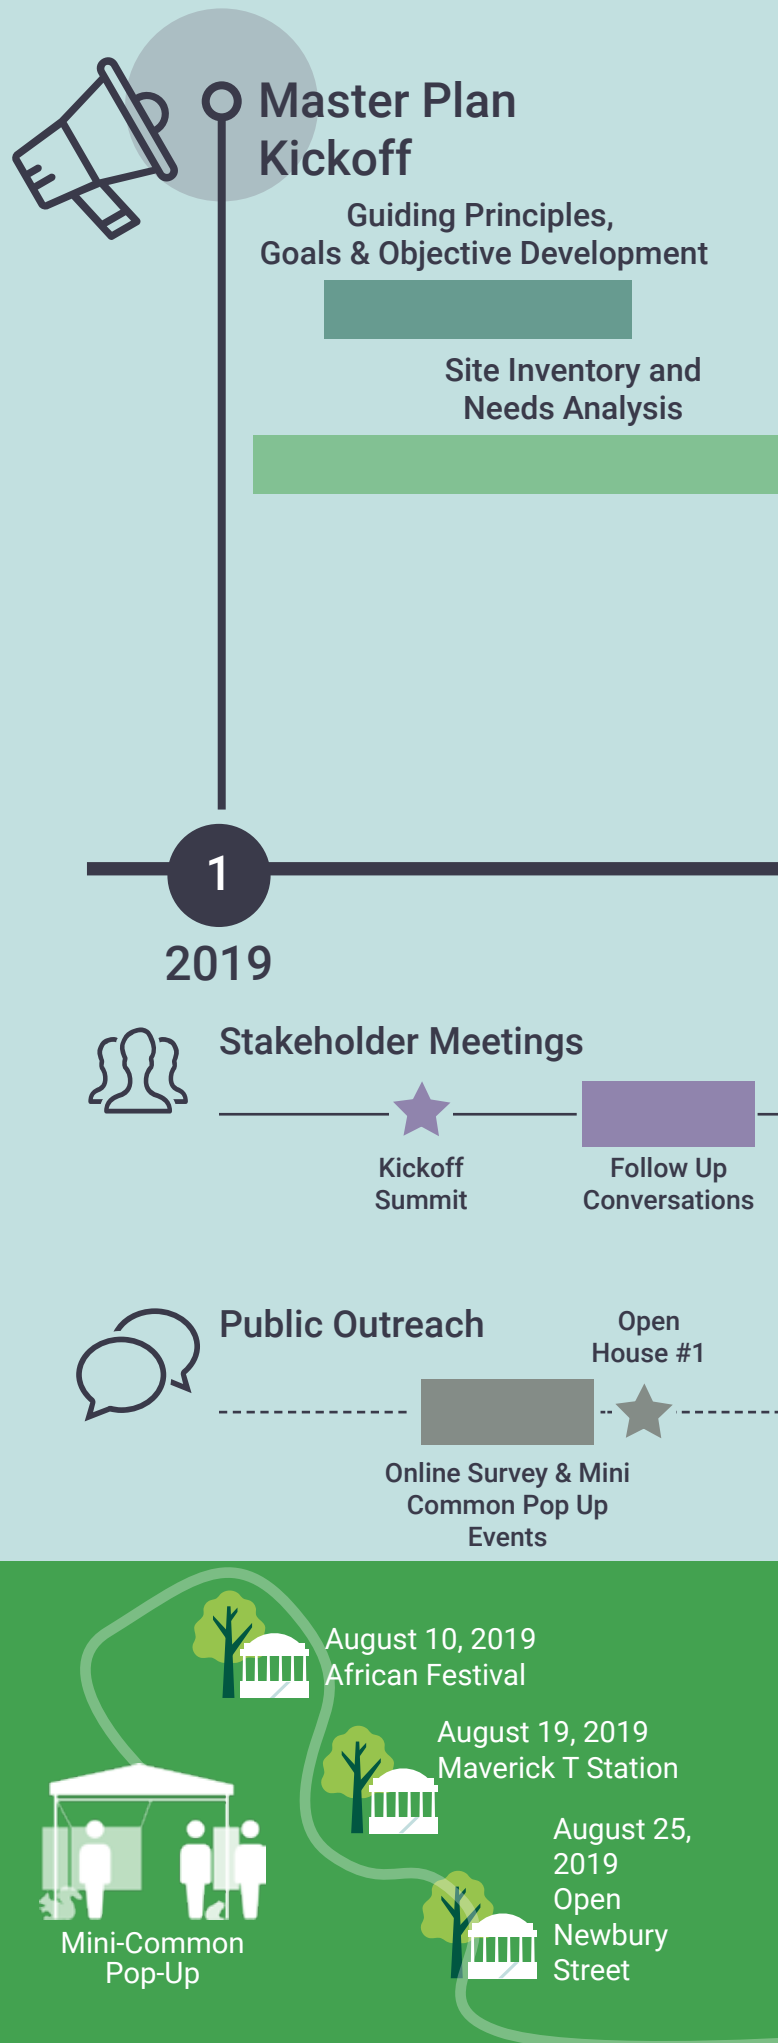 Master Plan
Kickoff
Guiding Principles,
Goals & Objective Development
Site Inventory and
Needs Analysis
1
2019
Stakeholder Meetings
Kickoff
Summit
Follow Up
Conversations
Public Outreach
Open
House #1
Online Survey & Mini
Common Pop Up
Events
August 10, 2019
African Festival
August 19, 2019
Maverick T Station
August 25,
2019
Open
Newbury
Street
Mini-Common
Pop-Up